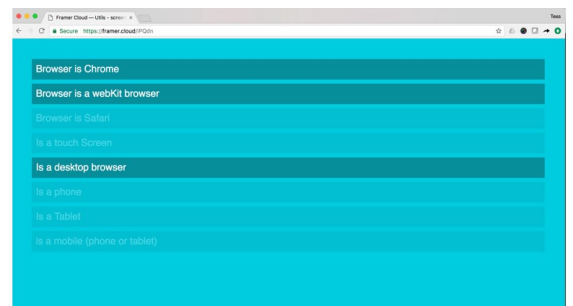 Framer Cloud — Utils - screen
Tess
Secure https://framer.cloud/iPQdn
Browser is Chrome
Browser is a webKit browser
Browser is Safari
Is a touch Screen
Is a desktop browser
Is a phone
Is a Tablet
is a mobile (phone or tablet)